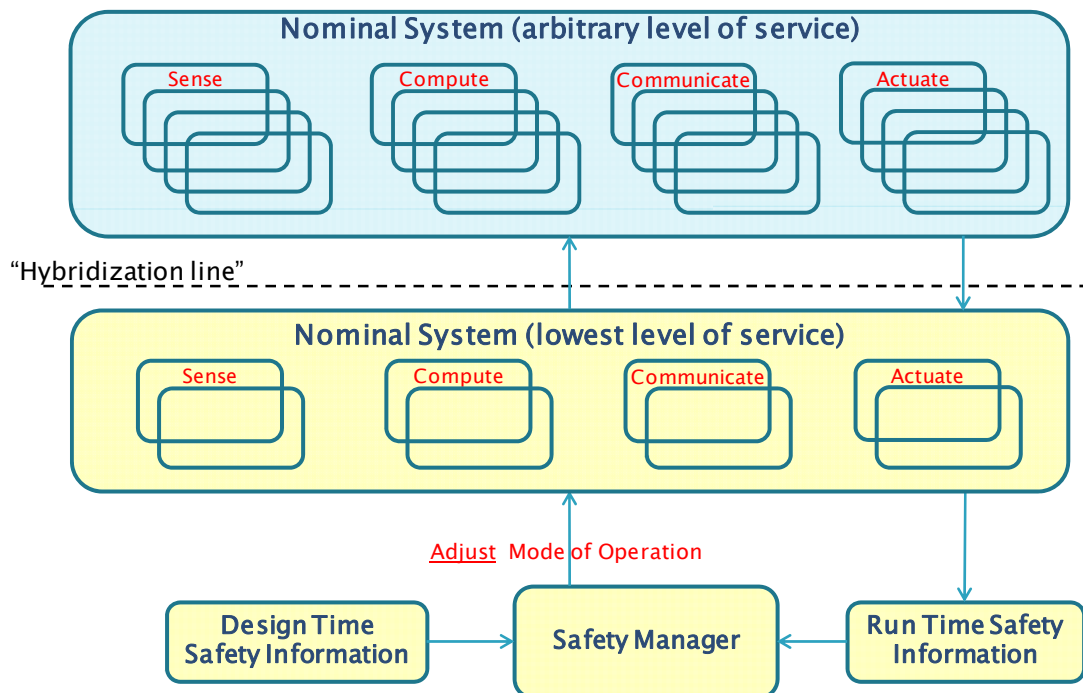 Nominal System (arbitrary level of service)
Sense
Compute
Communicate
Actuate
“Hybridization line”
Nominal System (lowest level of service)
Sense
Compute
Communicate
Actuate
Adjust Mode of Operation
Design Time
Safety Information
Safety Manager
Run Time Safety
Information